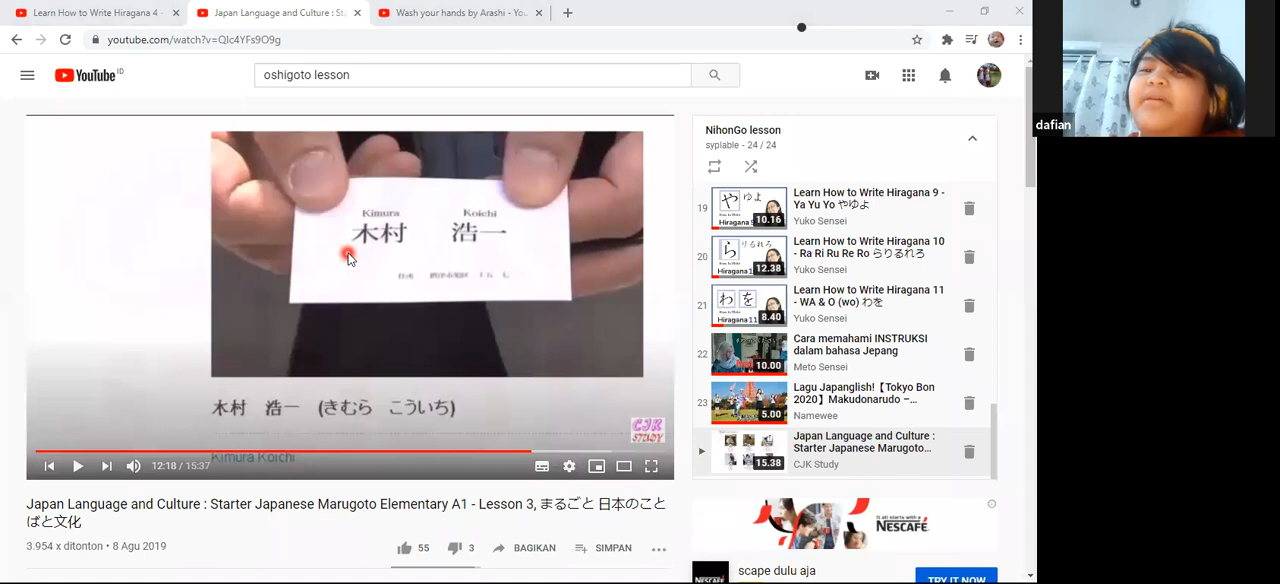 Learn How to Write Hiragana 4 -
Japan Language and Culture : St
Wash your hands by Arashi - Yo...
youtube.com/watch?v=QIc4YFs9O9g
YouTube ID
oshigoto lesson
dafian
Kimura Koichi
木村 浩一
木村 浩一 (きむら こういち)
Kimura Koichi
CJK
STUDY
12:18 / 15:37
Japan Language and Culture : Starter Japanese Marugoto Elementary A1 - Lesson 3, まるごと 日本のこと
ばと文化
3.954 x ditonton • 8 Agu 2019
55
3
BAGIKAN
SIMPAN
NihonGo lesson
syplable - 24 / 24
19
10.16
Learn How to Write Hiragana 9 -
Ya Yu Yo やゆよ
Yuko Sensei
20
12.38
Learn How to Write Hiragana 10
- Ra Ri Ru Re Ro らりるれろ
Yuko Sensei
21
8.40
Learn How to Write Hiragana 11
- WA & O (wo) わを
Yuko Sensei
22
10.00
Cara memahami INSTRUKSI
dalam bahasa Jepang
Meto Sensei
23
5.00
Lagu Japanglish!【Tokyo Bon
2020】Makudonarudo –...
Namewee
15.38
Japan Language and Culture :
Starter Japanese Marugoto...
CJK Study
It all starts with a
NESCAFÉ
NESCAFÉ
scape dulu aja
TRY IT NOW